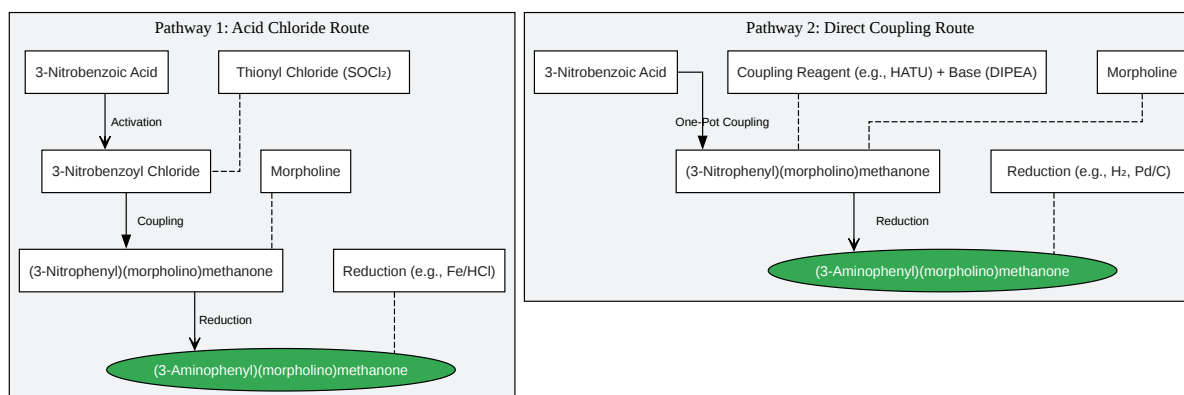 Pathway 1: Acid Chloride Route
3-Nitrobenzoic Acid
Thionyl Chloride (SOCl₂)
Activation
3-Nitrobenzoyl Chloride
Morpholine
Coupling
(3-Nitrophenyl)(morpholino)methanone
Reduction (e.g., Fe/HCl)
Reduction
(3-Aminophenyl)(morpholino)methanone
Pathway 2: Direct Coupling Route
3-Nitrobenzoic Acid
Coupling Reagent (e.g., HATU) + Base (DIPEA)
Morpholine
One-Pot Coupling
(3-Nitrophenyl)(morpholino)methanone
Reduction (e.g., H₂, Pd/C)
Reduction
(3-Aminophenyl)(morpholino)methanone